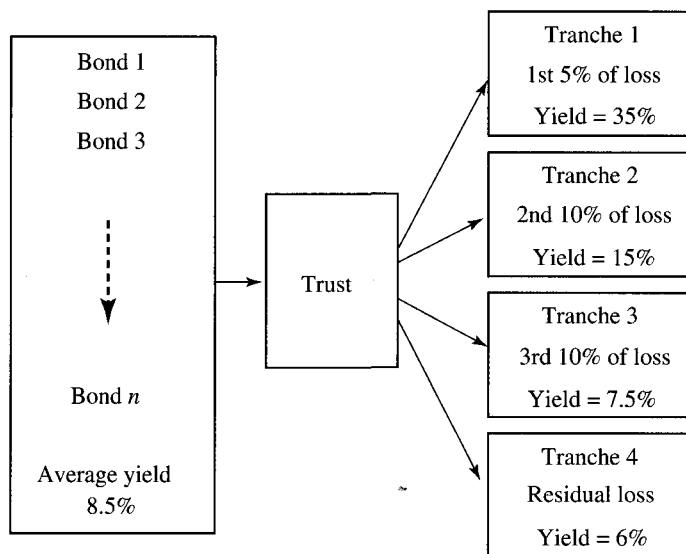 Bond 1
Bond 2
Bond 3
Bond n
Average yield
8.5%
Trust
Tranche 1
1st 5% of loss
Yield = 35%
Tranche 2
2nd 10% of loss
Yield = 15%
Tranche 3
3rd 10% of loss
Yield = 7.5%
Tranche 4
Residual loss
Yield = 6%